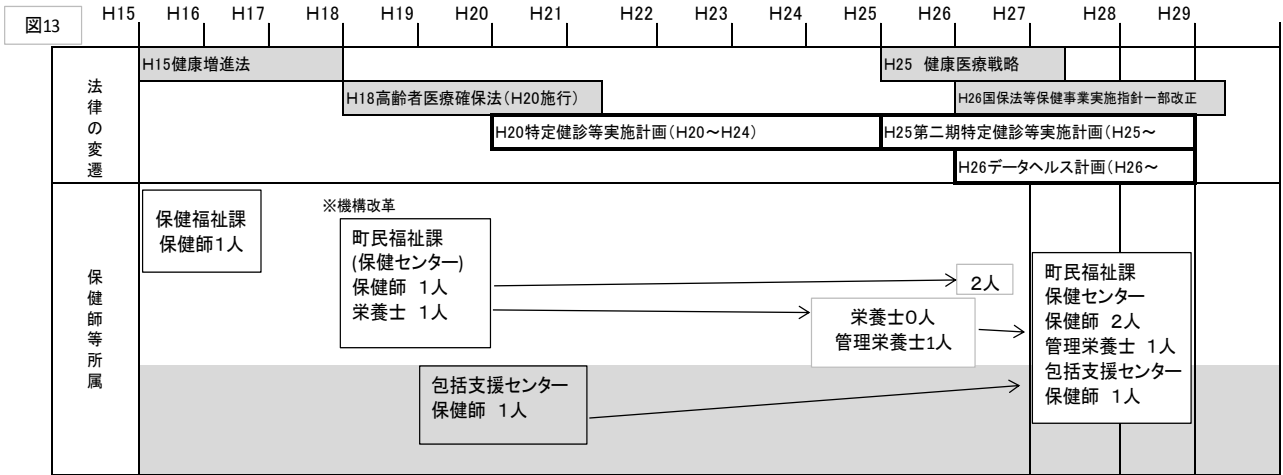 図13
H15 H16 H17 H18 H19 H20 H21 H22 H23 H24 H25 H26 H27 H28 H29
法律の変遷
H15健康増進法
H25 健康医療戦略
H18高齢者医療確保法(H20施行)
H26国保法等保健事業実施指針一部改正
H20特定健診等実施計画(H20～H24)
H25第二期特定健診等実施計画(H25～
H26データヘルス計画(H26～
保健師等所属
保健福祉課
保健師1人
※機構改革
町民福祉課
(保健センター)
保健師 1人
栄養士 1人
包括支援センター
保健師 1人
2人
栄養士0人
管理栄養士1人
町民福祉課
保健センター
保健師 2人
管理栄養士 1人
包括支援センター
保健師 1人